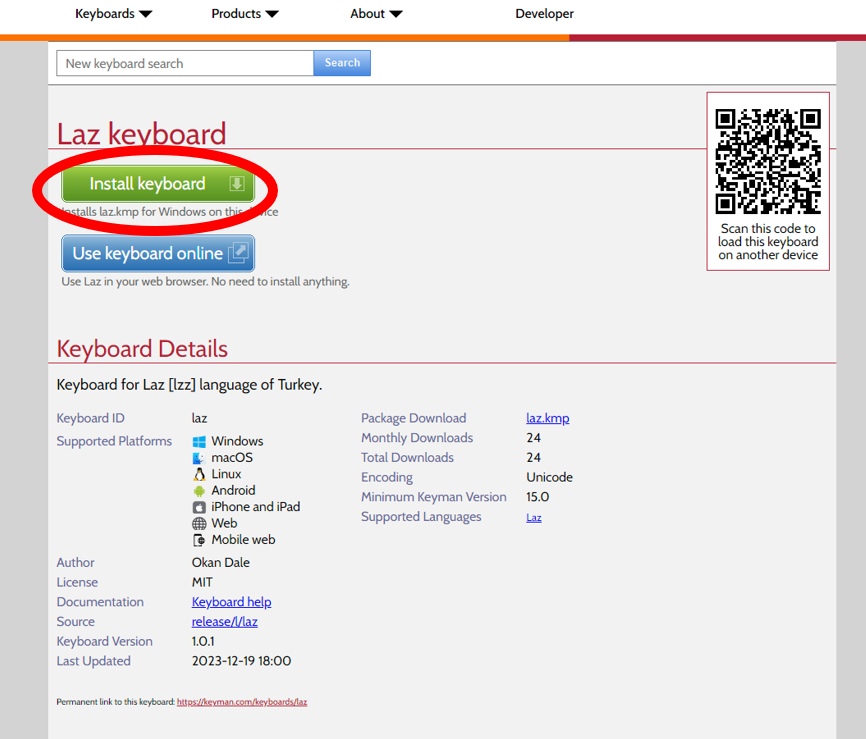 Keyboards Products About Developer
New keyboard search Search
Laz keyboard
Install keyboard
Installs laz.kmp for Windows on this device
Use keyboard online
Use Laz in your web browser. No need to install anything.
Scan this code to
load this keyboard
on another device
Keyboard Details
Keyboard for Laz [lzz] language of Turkey.
Keyboard ID laz
Supported Platforms Windows
macOS
Linux
Android
iPhone and iPad
Web
Mobile web
Author Okan Dale
License MIT
Documentation Keyboard help
Source release/l/laz
Keyboard Version 1.0.1
Last Updated 2023-12-19 18:00
Package Download laz.kmp
Monthly Downloads 24
Total Downloads 24
Encoding Unicode
Minimum Keyman Version 15.0
Supported Languages Laz
Permanent link to this keyboard: https://keyman.com/keyboards/laz